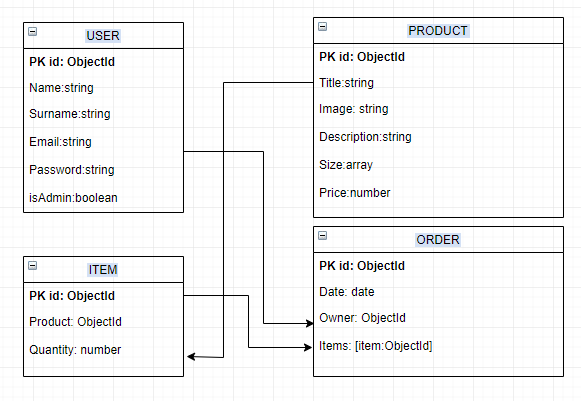 USER
PK id: ObjectId
Name:string
Surname:string
Email:string
Password:string
isAdmin:boolean
PRODUCT
PK id: ObjectId
Title:string
Image: string
Description:string
Size:array
Price:number
ITEM
PK id: ObjectId
Product: ObjectId
Quantity: number
ORDER
PK id: ObjectId
Date: date
Owner: ObjectId
Items: [item:ObjectId]